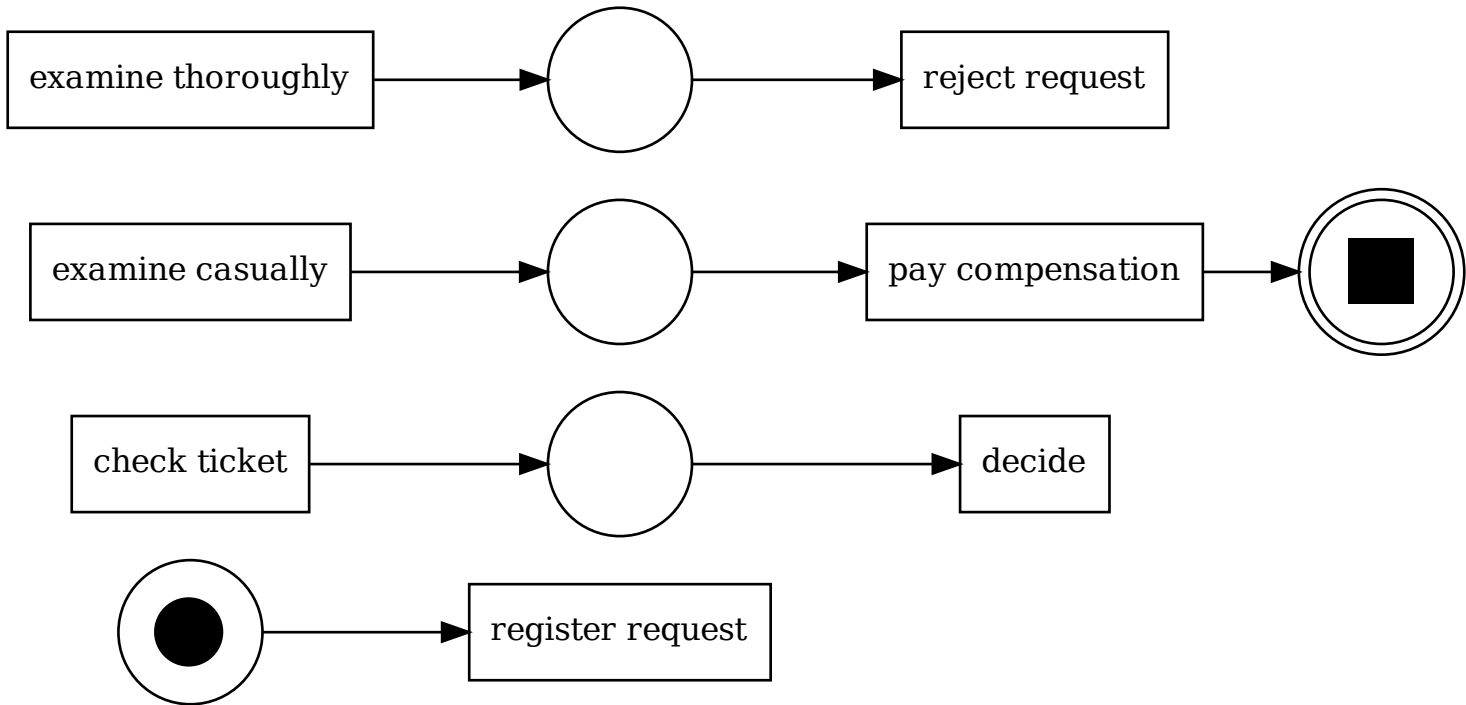 examine thoroughly
reject request
examine casually
pay compensation
check ticket
decide
register request